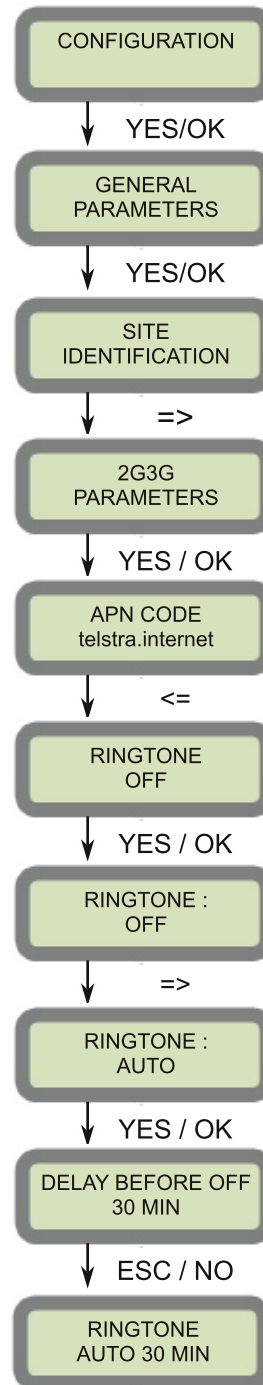 CONFIGURATION
YES/OK
GENERAL
PARAMETERS
YES/OK
SITE
IDENTIFICATION
=>
2G3G
PARAMETERS
YES / OK
APN CODE
telstra.internet
<=
RINGTONE
OFF
YES / OK
RINGTONE :
OFF
=>
RINGTONE :
AUTO
YES / OK
DELAY BEFORE OFF
30 MIN
ESC / NO
RINGTONE
AUTO 30 MIN